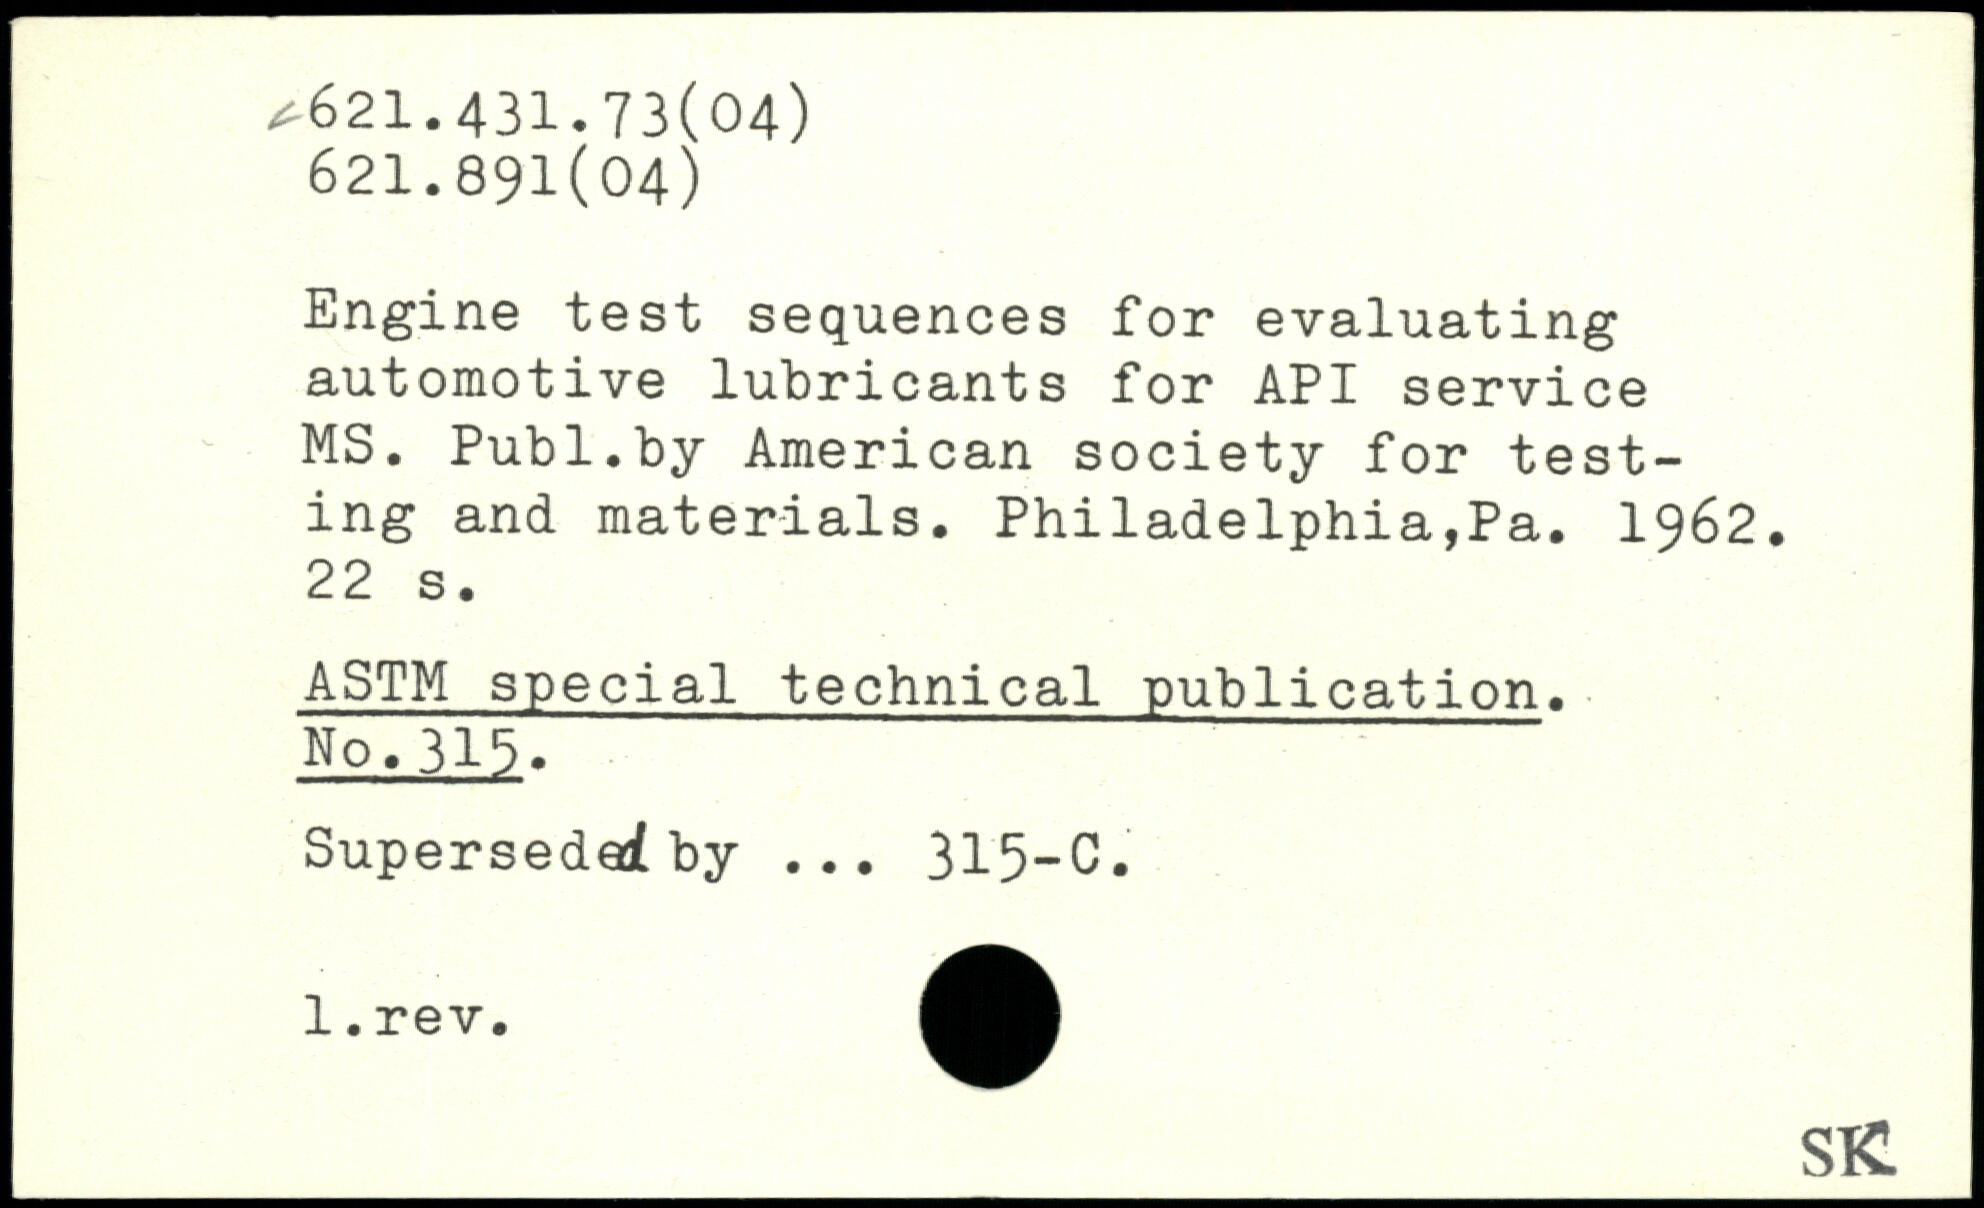 621.431.73(04)
621.891(04)
Engine test sequences for evaluating
automotive lubricants for API service
MS. Publ.by American society for test-
ing and materials. Philadelphia,Pa. 1962.
22 s.
ASTM special technical publication.
No.315.
Superseded by ... 315-C.
1.rev.
SK